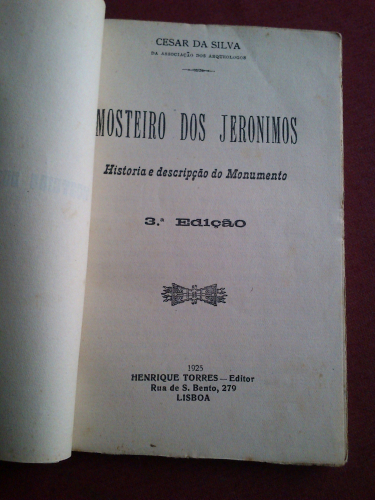 CESAR DA SILVA
DA ASSOCIAÇÃO DOS ARQUEOLOGOS
MOSTEIRO DOS JERONIMOS
Historia e descripção do Monumento
3.ª Edição
1925
HENRIQUE TORRES — Editor
Rua de S. Bento, 279
LISBOA